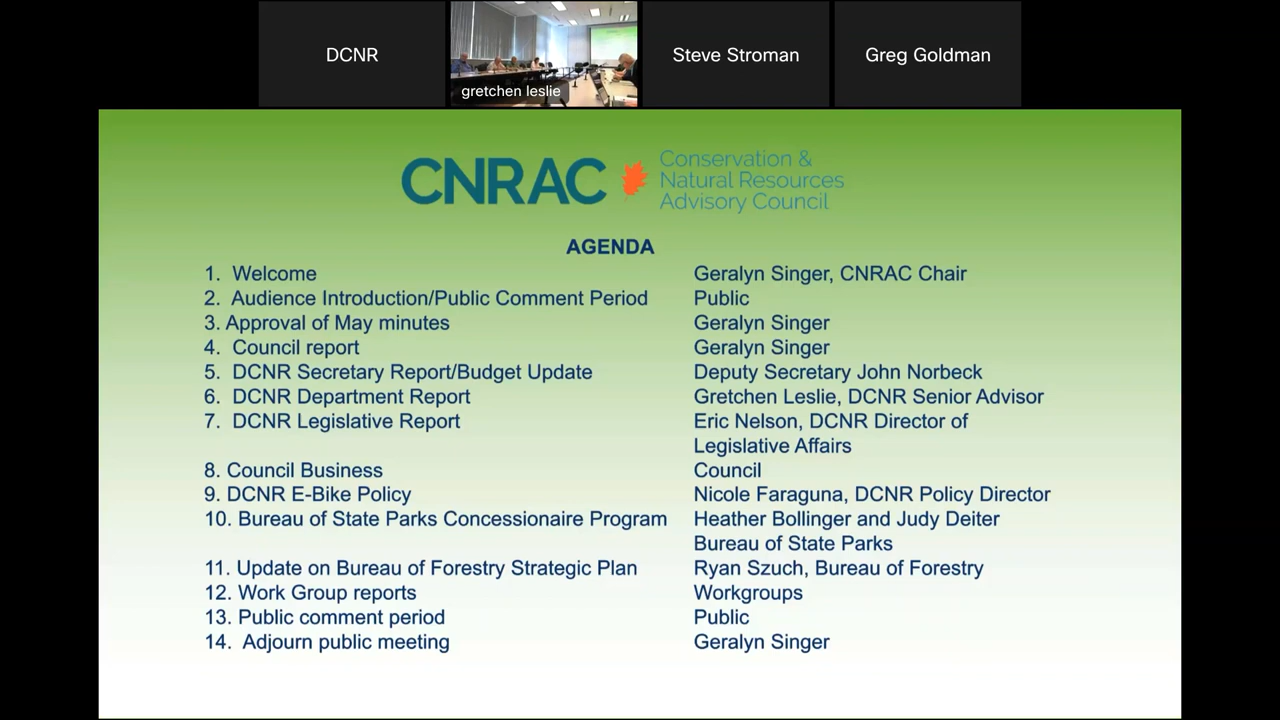 DCNR
gretchen leslie
Steve Stroman
Greg Goldman
CNRAC
Conservation &
Natural Resources
Advisory Council
AGENDA
1. Welcome Geralyn Singer, CNRAC Chair
2. Audience Introduction/Public Comment Period Public
3. Approval of May minutes Geralyn Singer
4. Council report Geralyn Singer
5. DCNR Secretary Report/Budget Update Deputy Secretary John Norbeck
6. DCNR Department Report Gretchen Leslie, DCNR Senior Advisor
7. DCNR Legislative Report Eric Nelson, DCNR Director of
Legislative Affairs
8. Council Business Council
9. DCNR E-Bike Policy Nicole Faraguna, DCNR Policy Director
10. Bureau of State Parks Concessionaire Program Heather Bollinger and Judy Deiter
Bureau of State Parks
11. Update on Bureau of Forestry Strategic Plan Ryan Szuch, Bureau of Forestry
12. Work Group reports Workgroups
13. Public comment period Public
14. Adjourn public meeting Geralyn Singer